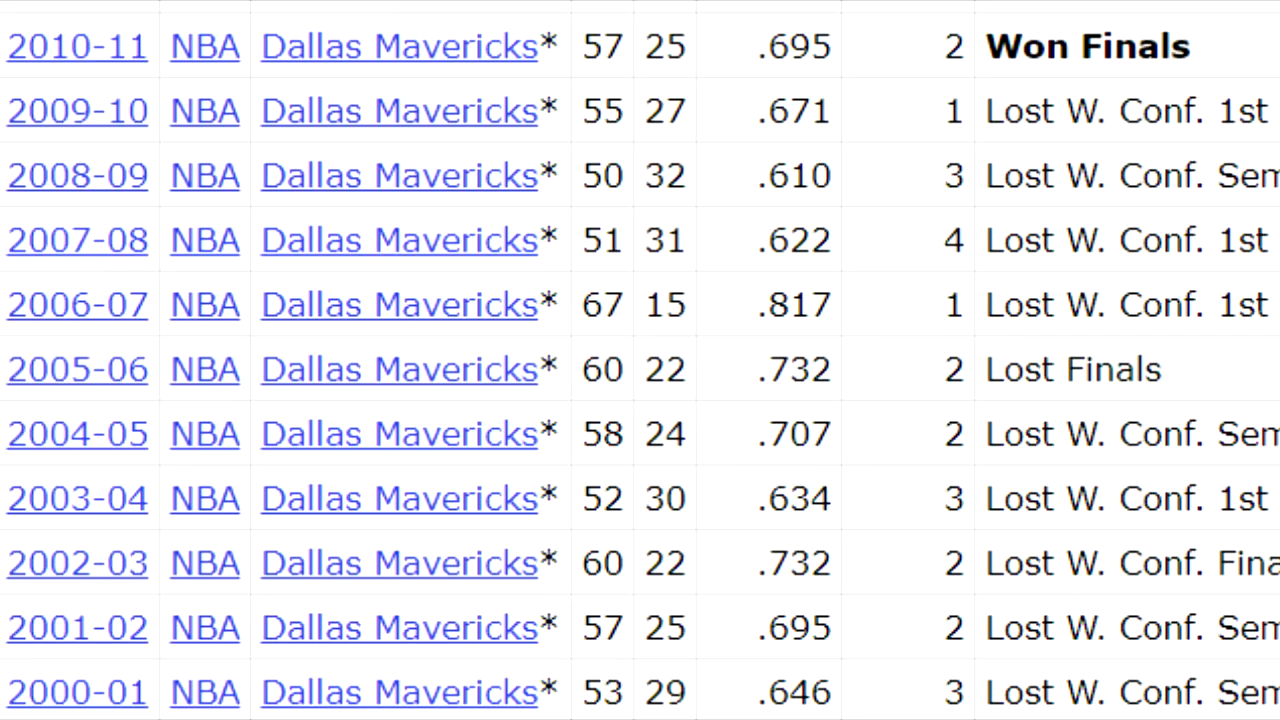 2010-11 NBA Dallas Mavericks* 57 25 .695 2 Won Finals
2009-10 NBA Dallas Mavericks* 55 27 .671 1 Lost W. Conf. 1st
2008-09 NBA Dallas Mavericks* 50 32 .610 3 Lost W. Conf. Sem
2007-08 NBA Dallas Mavericks* 51 31 .622 4 Lost W. Conf. 1st
2006-07 NBA Dallas Mavericks* 67 15 .817 1 Lost W. Conf. 1st
2005-06 NBA Dallas Mavericks* 60 22 .732 2 Lost Finals
2004-05 NBA Dallas Mavericks* 58 24 .707 2 Lost W. Conf. Sem
2003-04 NBA Dallas Mavericks* 52 30 .634 3 Lost W. Conf. 1st
2002-03 NBA Dallas Mavericks* 60 22 .732 2 Lost W. Conf. Fina
2001-02 NBA Dallas Mavericks* 57 25 .695 2 Lost W. Conf. Sem
2000-01 NBA Dallas Mavericks* 53 29 .646 3 Lost W. Conf. Sem